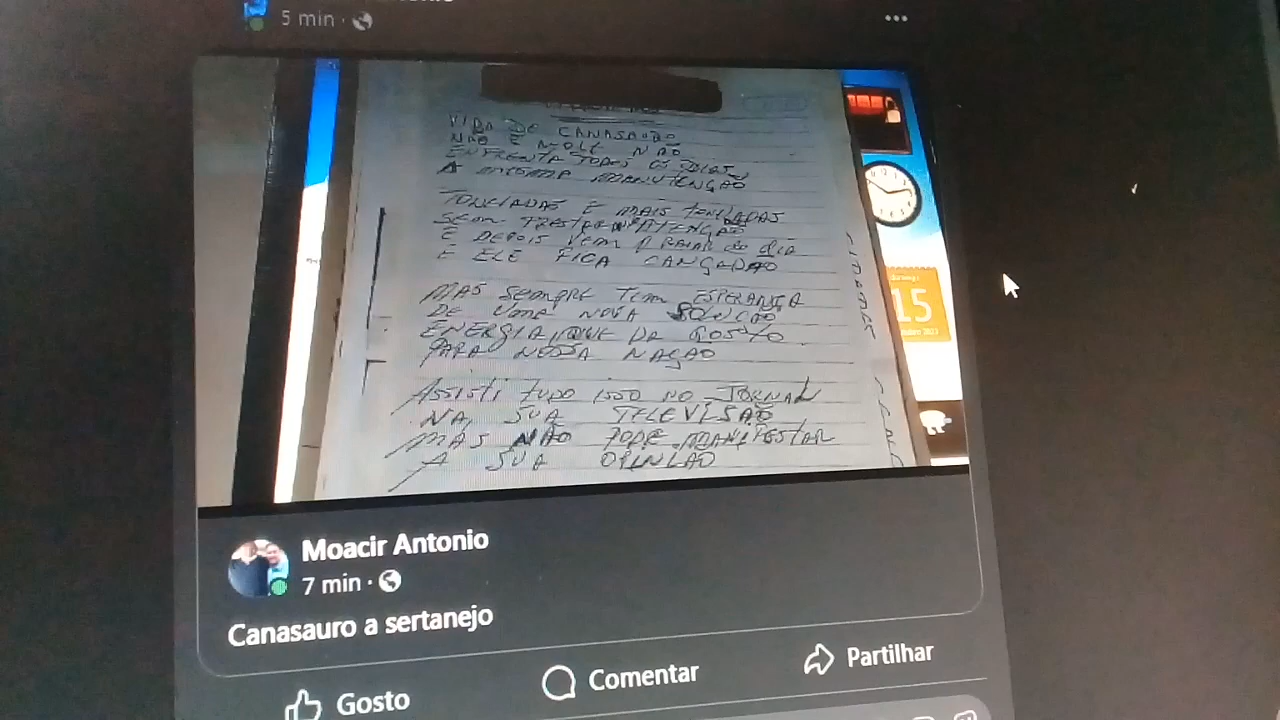 5 min
VIDA DE CANASAURO
NÃO É MOLE NÃO
ENFRENTA TODOS OS DIAS
A MESMA MANUTENÇÃO
TONELADAS E MAIS TONELADAS
SEM PRESTAR ATENÇÃO
E DEPOIS VEM O RAIAR DO DIA
E ELE FICA CANÇADÃO
MAS SEMPRE TEM ESPERANÇA
DE UMA NOVA SOLUÇÃO
ENERGIA, QUE DA GOSTO
PARA NOSSA NAÇÃO
ASSISTI TUDO ISSO NO JORNAL
NA SUA TELEVISÃO
MAS NÃO PODE MANIFESTAR
A SUA OPINIÃO
15
Moacir Antonio
7 min
Canasauro a sertanejo
Gosto
Comentar
Partilhar